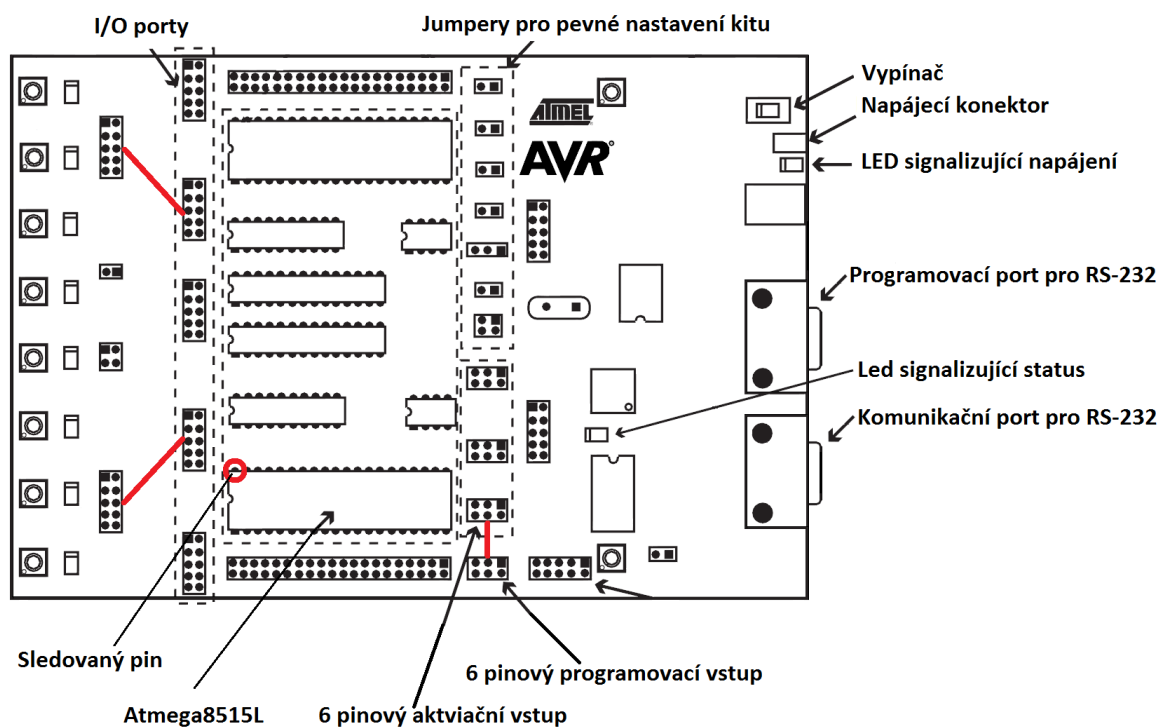 I/O porty
Jumpery pro pevné nastavení kitu
Vypínač
Napájecí konektor
LED signalizující napájení
ATMEL
AVR
Programovací port pro RS-232
Led signalizující status
Komunikační port pro RS-232
Sledovaný pin
6 pinový programovací vstup
Atmega8515L
6 pinový aktviační vstup